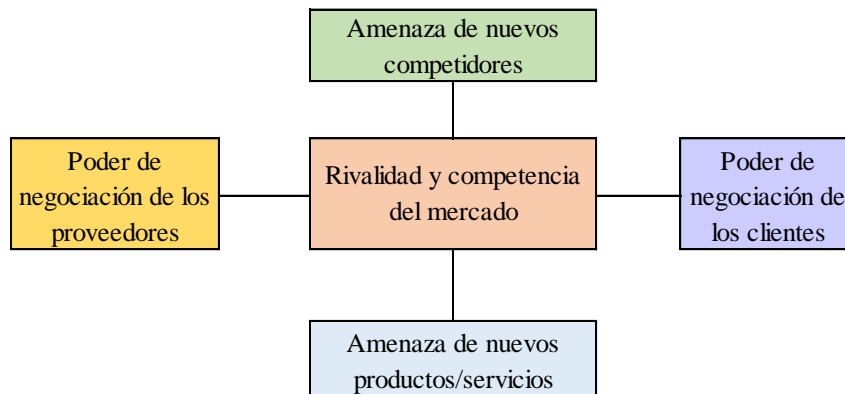 Amenaza de nuevos
competidores
Poder de
negociación de los
proveedores
Rivalidad y competencia
del mercado
Poder de
negociación de
los clientes
Amenaza de nuevos
productos/servicios